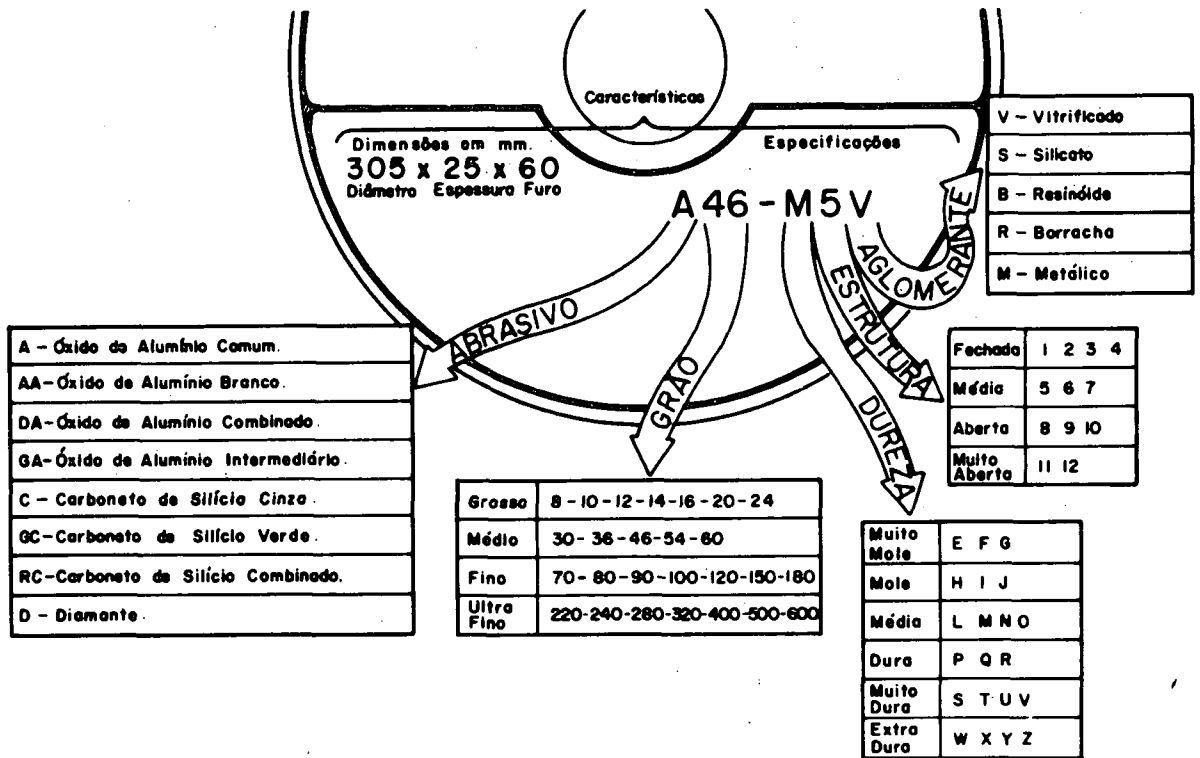 Características
Dimensões em mm.
305 x 25 x 60
Diâmetro Espessura Furo
Especificações
A 46 - M 5 V
ABRASIVO
GRÃO
DUREZA
ESTRUTURA
AGLOMERANTE
V - Vitrificado
S - Silicato
B - Resinóide
R - Borracha
M - Metálico
A - Óxido de Alumínio Comum.
AA-Óxido de Alumínio Branco.
DA-Óxido de Alumínio Combinado.
GA-Óxido de Alumínio Intermediário.
C - Carboneto de Silício Cinza.
GC-Carboneto de Silício Verde.
RC-Carboneto de Silício Combinado.
D - Diamante.
Grosso 8-10-12-14-16-20-24
Médio 30-36-46-54-60
Fino 70-80-90-100-120-150-180
Ultra Fino 220-240-280-320-400-500-600
Fechada 1 2 3 4
Média 5 6 7
Aberta 8 9 10
Muito Aberta 11 12
Muito Mole E F G
Mole H I J
Média L M N O
Dura P Q R
Muito Dura S T U V
Extra Dura W X Y Z